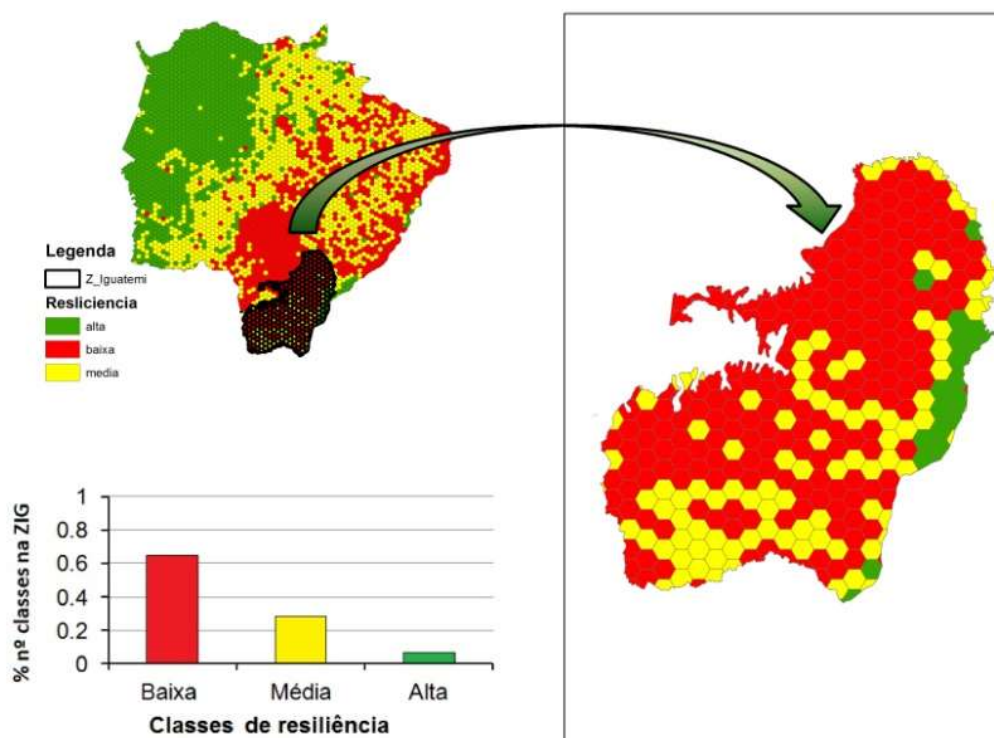 Legenda
Z_Iguatemi
Resliciencia
alta
baixa
media
% nº classes na ZIG
1
0.8
0.6
0.4
0.2
0
Baixa Média Alta
Classes de resiliência